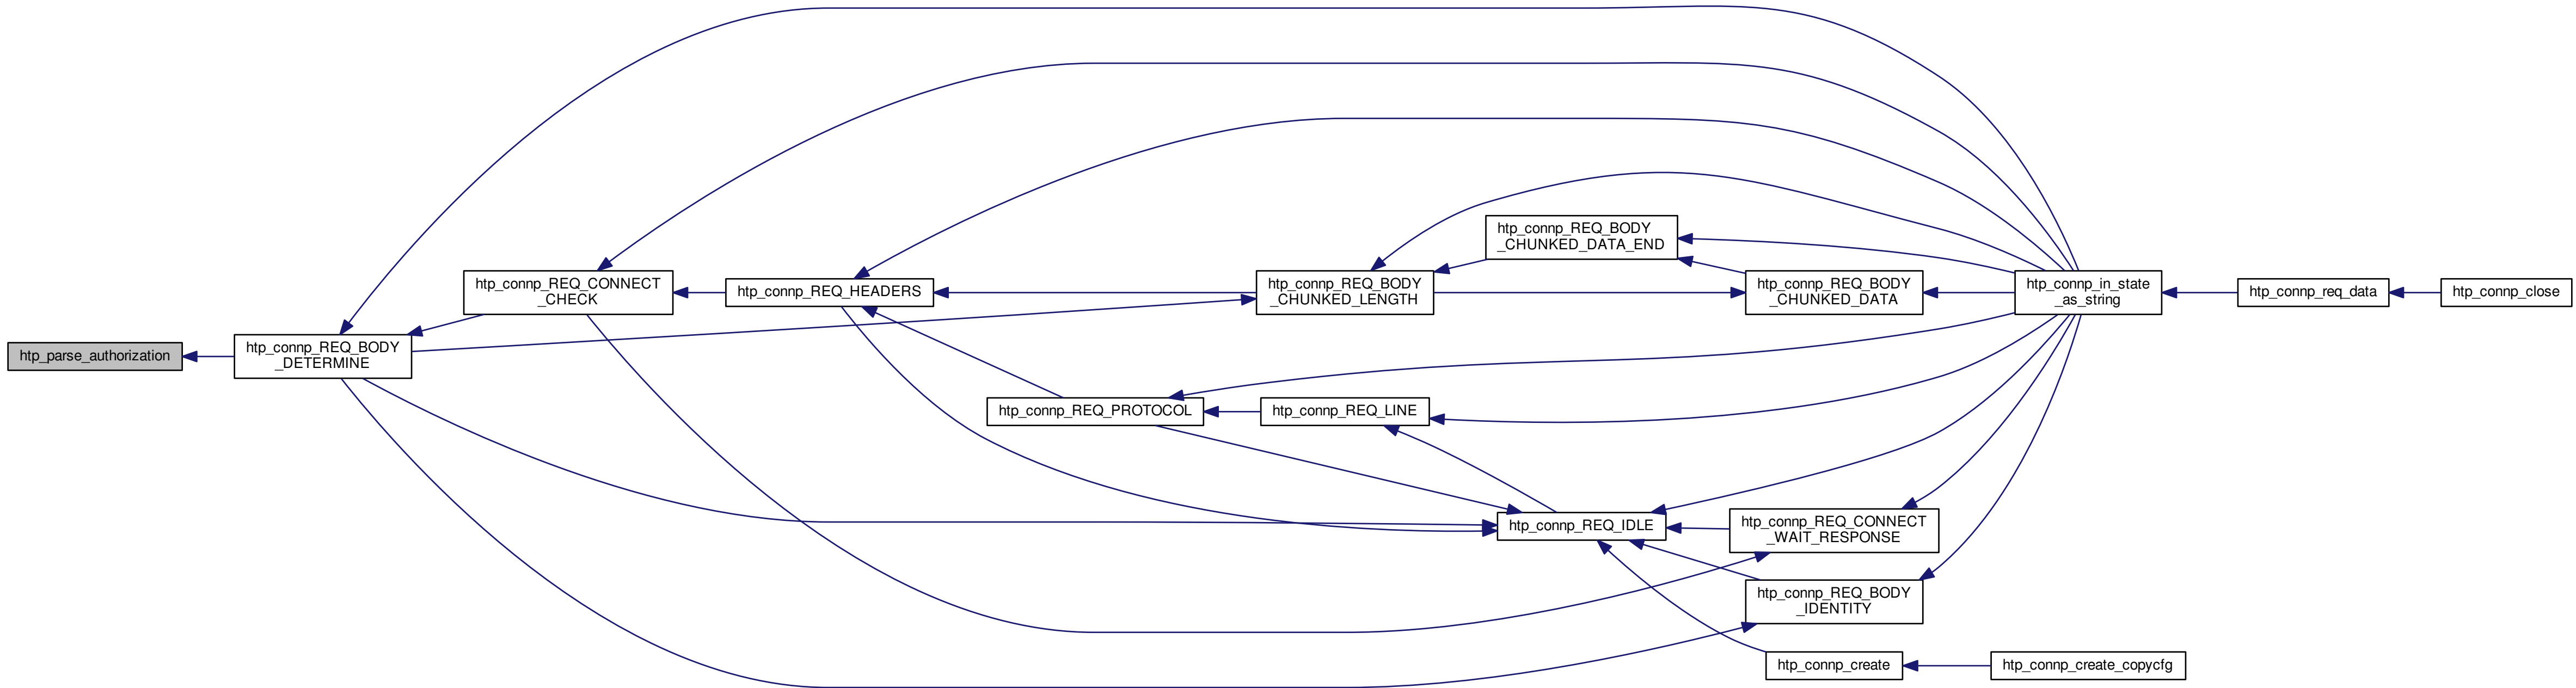 htp_parse_authorization
htp_connp_REQ_BODY
_DETERMINE
htp_connp_REQ_CONNECT
_CHECK
htp_connp_REQ_HEADERS
htp_connp_REQ_PROTOCOL
htp_connp_REQ_BODY
_CHUNKED_LENGTH
htp_connp_REQ_LINE
htp_connp_REQ_BODY
_CHUNKED_DATA_END
htp_connp_REQ_IDLE
htp_connp_REQ_BODY
_CHUNKED_DATA
htp_connp_REQ_CONNECT
_WAIT_RESPONSE
htp_connp_REQ_BODY
_IDENTITY
htp_connp_create
htp_connp_in_state
_as_string
htp_connp_create_copycfg
htp_connp_req_data
htp_connp_close